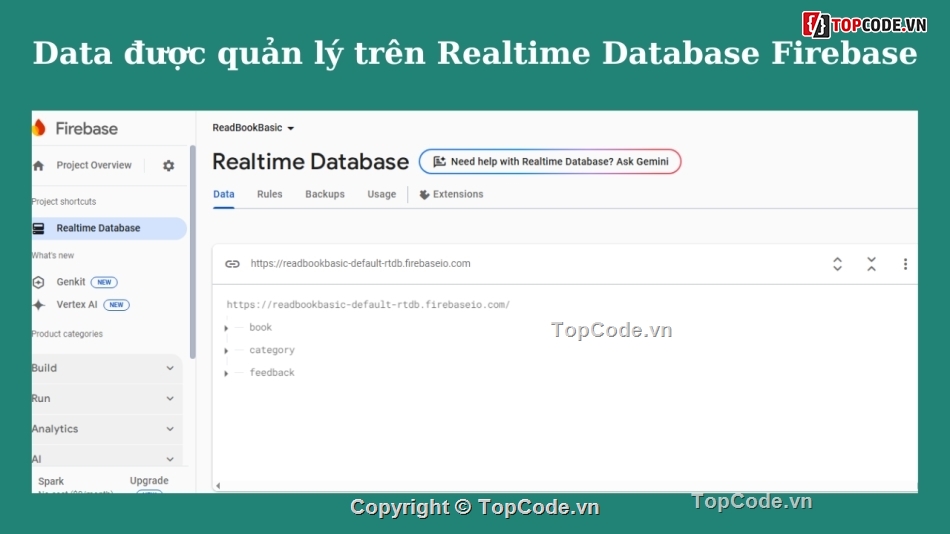 TOPCODE.VN
Data được quản lý trên Realtime Database Firebase
Firebase
Project Overview
Project shortcuts
Realtime Database
What's new
Genkit NEW
Vertex AI NEW
Product categories
Build
Run
Analytics
AI
Spark
Upgrade
ReadBookBasic
Realtime Database
Need help with Realtime Database? Ask Gemini
Data Rules Backups Usage Extensions
https://readbookbasic-default-rtdb.firebaseio.com
https://readbookbasic-default-rtdb.firebaseio.com/
book
category
feedback
TopCode.vn
TopCode.vn
Copyright © TopCode.vn